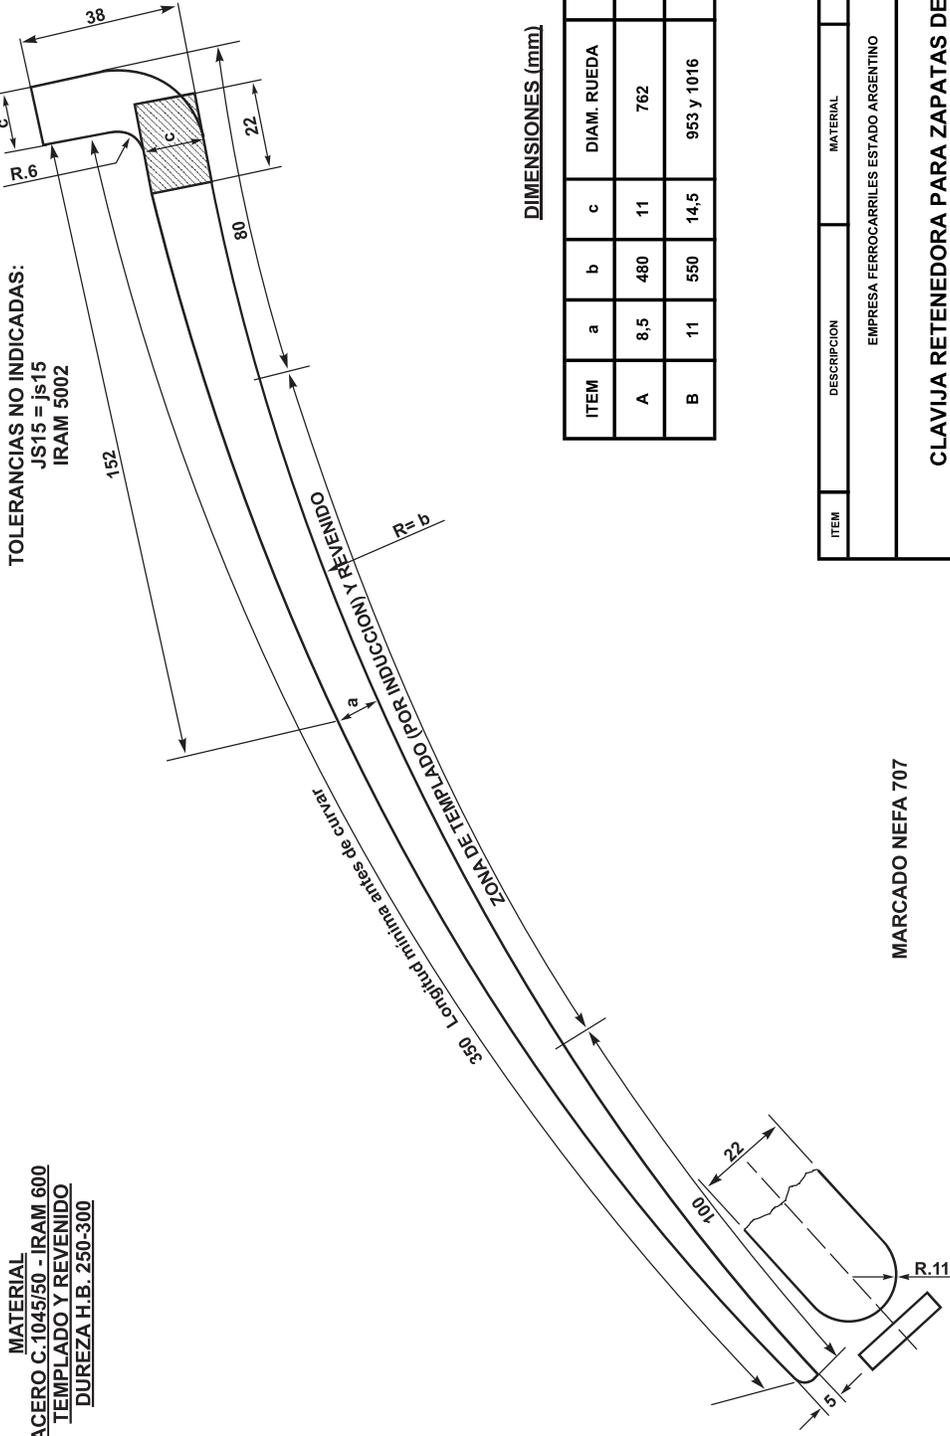 MATERIAL
ACERO C.1045/50 - IRAM 600
TEMPLADO Y REVENIDO
DUREZA H.B. 250-300
TOLERANCIAS NO INDICADAS:
JS15 = js15
IRAM 5002
38
c
R.6
c
22
80
152
R= b
a
ZONA DE TEMPLADO (POR INDUCCION) Y REVENIDO
350 Longitud mínima antes de curvar
100
22
R.11
5
DIMENSIONES (mm)
ITEM a b c DIAM. RUEDA
A 8,5 480 11 762
B 11 550 14,5 953 y 1016
MARCADO NEFA 707
ITEM DESCRIPCION MATERIAL
EMPRESA FERROCARRILES ESTADO ARGENTINO
CLAVIJA RETENEDORA PARA ZAPATAS DE